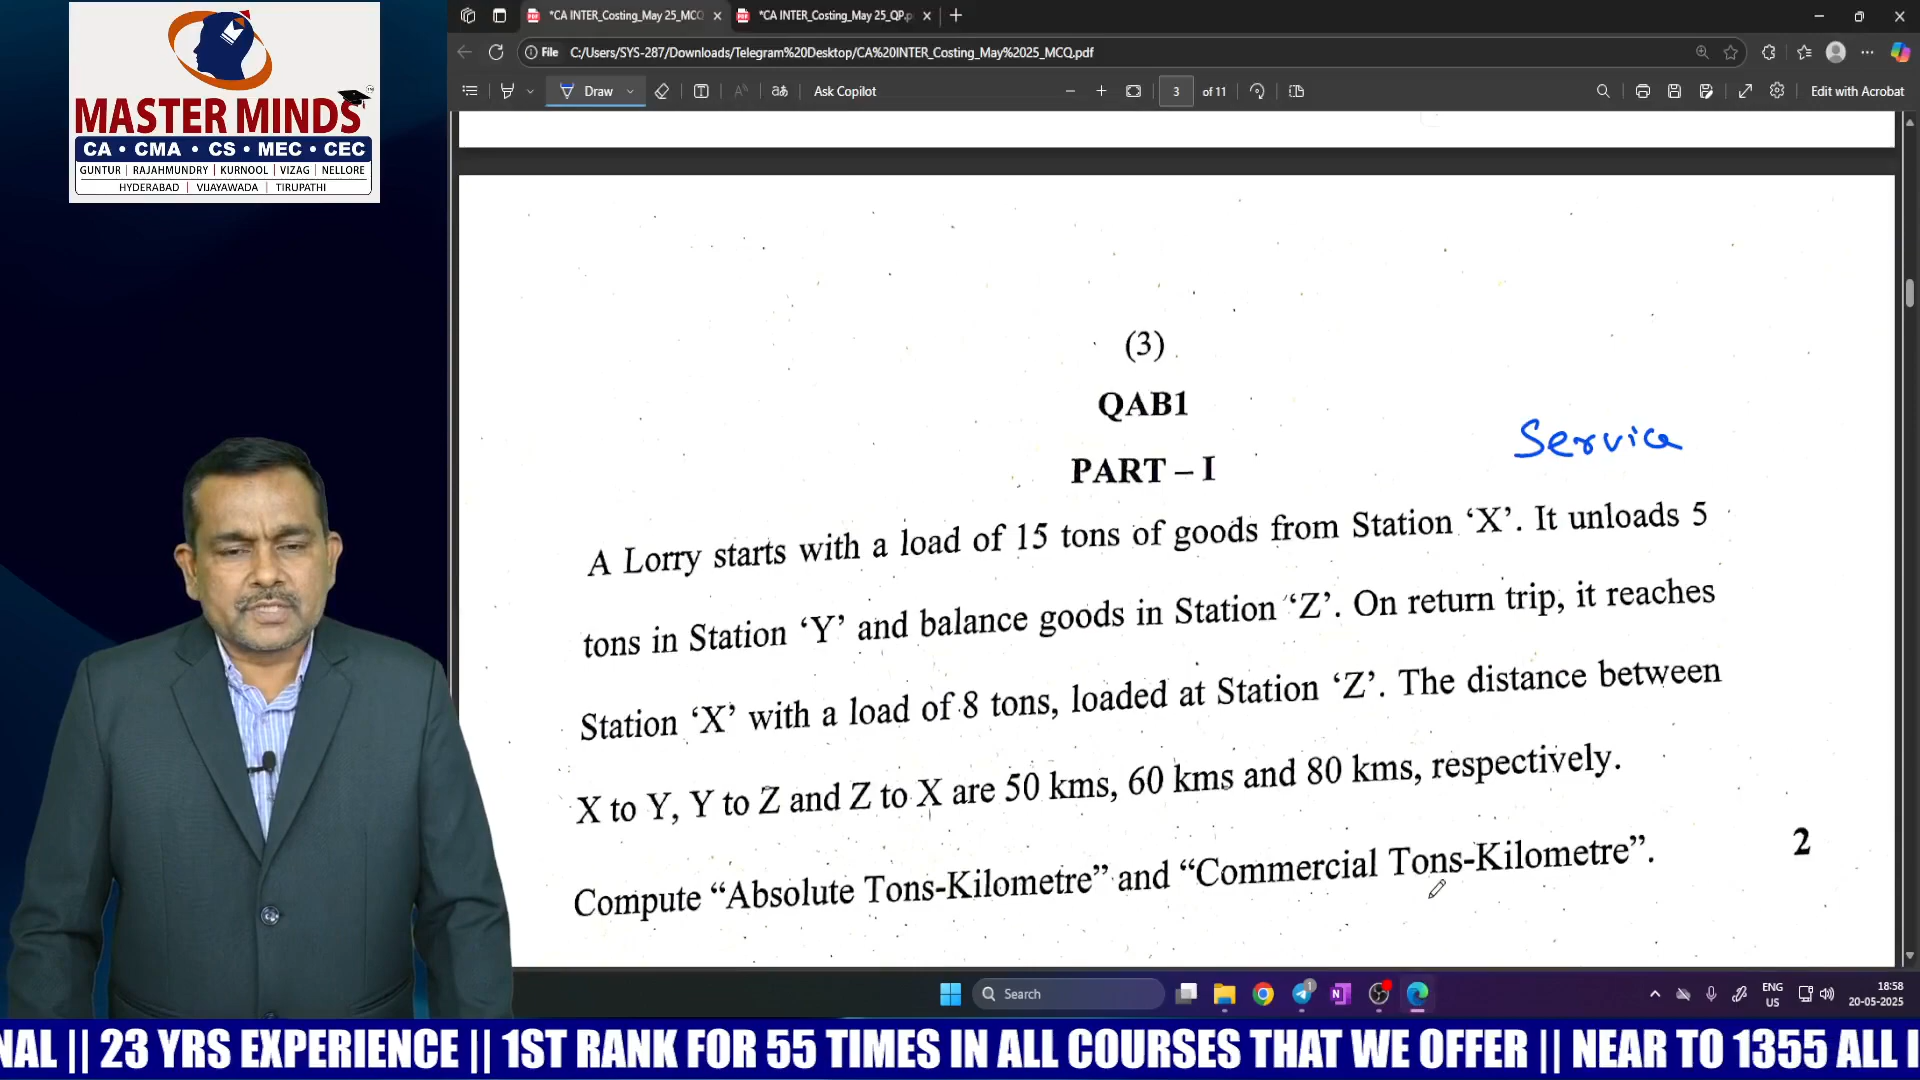 *CA INTER_Costing_May 25_MCQ
*CA INTER_Costing_May 25_QP.p
File C:/Users/SYS-287/Downloads/Telegram%20Desktop/CA%20INTER_Costing_May%2025_MCQ.pdf
Draw
Ask Copilot
3 of 11
Edit with Acrobat
MASTER MINDS
CA • CMA • CS • MEC • CEC
GUNTUR | RAJAHMUNDRY | KURNOOL | VIZAG | NELLORE
HYDERABAD | VIJAYAWADA | TIRUPATHI
(3)
QAB1
Service
PART – I
A Lorry starts with a load of 15 tons of goods from Station ‘X’. It unloads 5
tons in Station ‘Y’ and balance goods in Station ‘Z’. On return trip, it reaches
Station ‘X’ with a load of 8 tons, loaded at Station ‘Z’. The distance between
X to Y, Y to Z and Z to X are 50 kms, 60 kms and 80 kms, respectively.
Compute “Absolute Tons-Kilometre” and “Commercial Tons-Kilometre”. 2
Search
ENG
US
18:58
20-05-2025
NAL || 23 YRS EXPERIENCE || 1ST RANK FOR 55 TIMES IN ALL COURSES THAT WE OFFER || NEAR TO 1355 ALL I